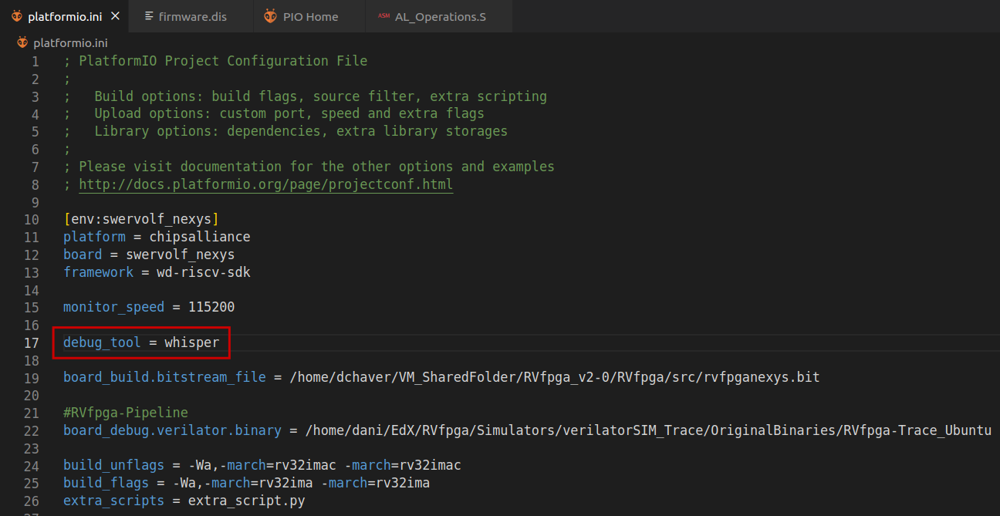 platformio.ini × firmware.dis PIO Home ASM AL_Operations.S
platformio.ini
1 ; PlatformIO Project Configuration File
2 ;
3 ;   Build options: build flags, source filter, extra scripting
4 ;   Upload options: custom port, speed and extra flags
5 ;   Library options: dependencies, extra library storages
6 ;
7 ; Please visit documentation for the other options and examples
8 ; http://docs.platformio.org/page/projectconf.html
9
10 [env:swervolf_nexys]
11 platform = chipsalliance
12 board = swervolf_nexys
13 framework = wd-riscv-sdk
14
15 monitor_speed = 115200
16
17 debug_tool = whisper
18
19 board_build.bitstream_file = /home/dchaver/VM_SharedFolder/RVfpga_v2-0/RVfpga/src/rvfpganexys.bit
20
21 #RVfpga-Pipeline
22 board_debug.verilator.binary = /home/dani/EdX/RVfpga/Simulators/verilatorSIM_Trace/OriginalBinaries/RVfpga-Trace_Ubuntu
23
24 build_unflags = -Wa,-march=rv32imac -march=rv32imac
25 build_flags = -Wa,-march=rv32ima -march=rv32ima
26 extra_scripts = extra_script.py